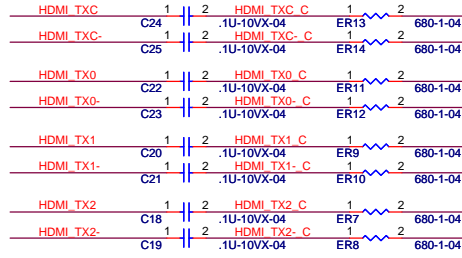 HDMI_TXC 1 2 HDMI_TXC_C 1 2
C24 .1U-10VX-04 ER13 680-1-04
HDMI_TXC- 1 2 HDMI_TXC-_C 1 2
C25 .1U-10VX-04 ER14 680-1-04
HDMI_TX0 1 2 HDMI_TX0_C 1 2
C22 .1U-10VX-04 ER11 680-1-04
HDMI_TX0- 1 2 HDMI_TX0-_C 1 2
C23 .1U-10VX-04 ER12 680-1-04
HDMI_TX1 1 2 HDMI_TX1_C 1 2
C20 .1U-10VX-04 ER9 680-1-04
HDMI_TX1- 1 2 HDMI_TX1-_C 1 2
C21 .1U-10VX-04 ER10 680-1-04
HDMI_TX2 1 2 HDMI_TX2_C 1 2
C18 .1U-10VX-04 ER7 680-1-04
HDMI_TX2- 1 2 HDMI_TX2-_C 1 2
C19 .1U-10VX-04 ER8 680-1-04